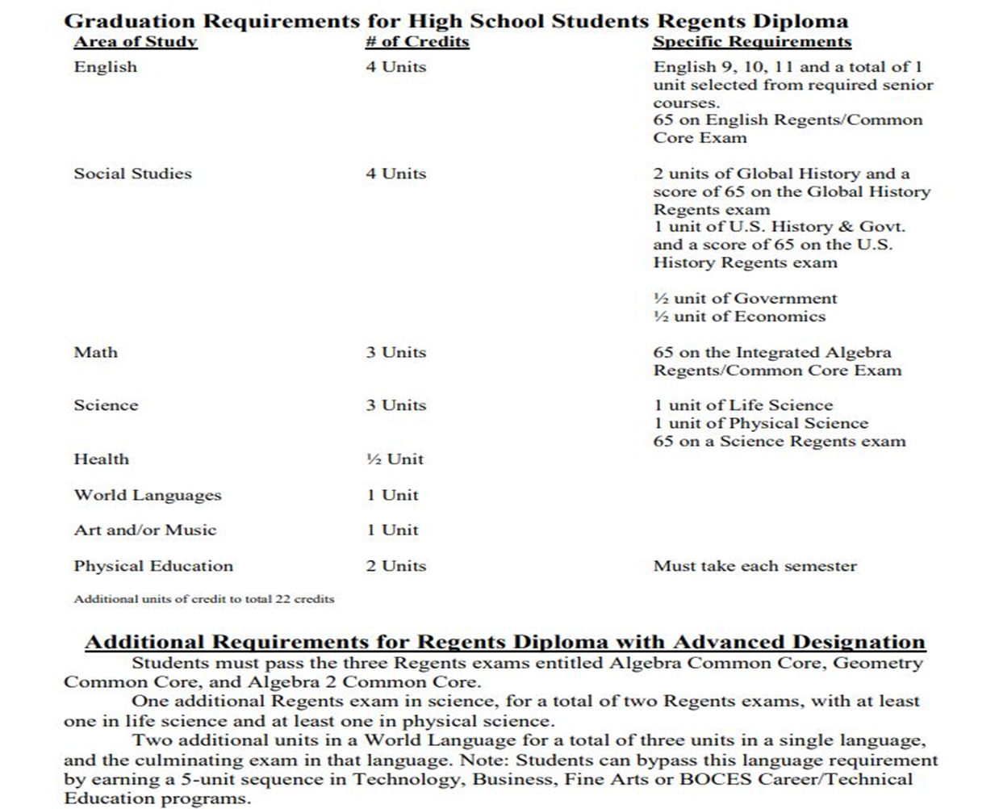 Graduation Requirements for High School Students Regents Diploma
Area of Study # of Credits Specific Requirements
English 4 Units English 9, 10, 11 and a total of 1
unit selected from required senior
courses.
65 on English Regents/Common
Core Exam
Social Studies 4 Units 2 units of Global History and a
score of 65 on the Global History
Regents exam
1 unit of U.S. History & Govt.
and a score of 65 on the U.S.
History Regents exam
½ unit of Government
½ unit of Economics
Math 3 Units 65 on the Integrated Algebra
Regents/Common Core Exam
Science 3 Units 1 unit of Life Science
1 unit of Physical Science
65 on a Science Regents exam
Health ½ Unit
World Languages 1 Unit
Art and/or Music 1 Unit
Physical Education 2 Units Must take each semester
Additional units of credit to total 22 credits
Additional Requirements for Regents Diploma with Advanced Designation
Students must pass the three Regents exams entitled Algebra Common Core, Geometry
Common Core, and Algebra 2 Common Core.
One additional Regents exam in science, for a total of two Regents exams, with at least
one in life science and at least one in physical science.
Two additional units in a World Language for a total of three units in a single language,
and the culminating exam in that language. Note: Students can bypass this language requirement
by earning a 5-unit sequence in Technology, Business, Fine Arts or BOCES Career/Technical
Education programs.